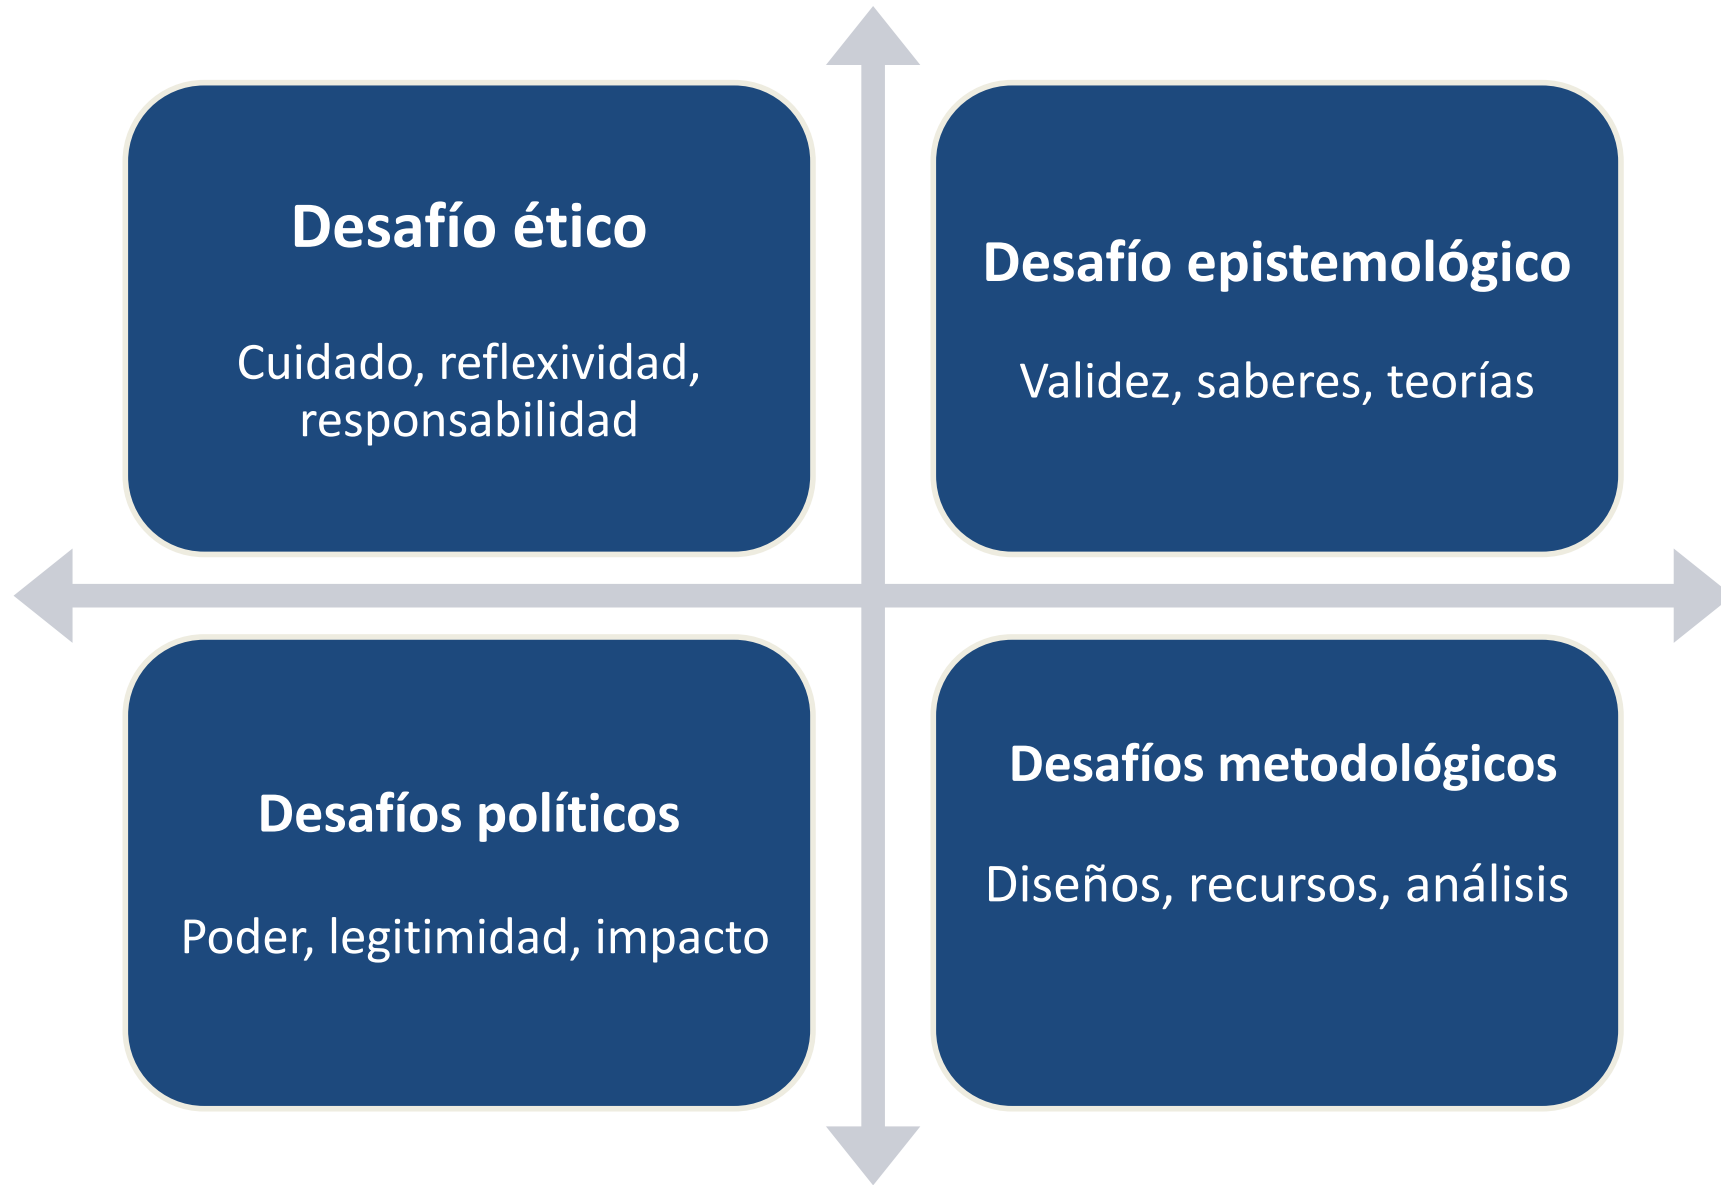 Desafío ético
Cuidado, reflexividad,
responsabilidad
Desafío epistemológico
Validez, saberes, teorías
Desafíos políticos
Poder, legitimidad, impacto
Desafíos metodológicos
Diseños, recursos, análisis